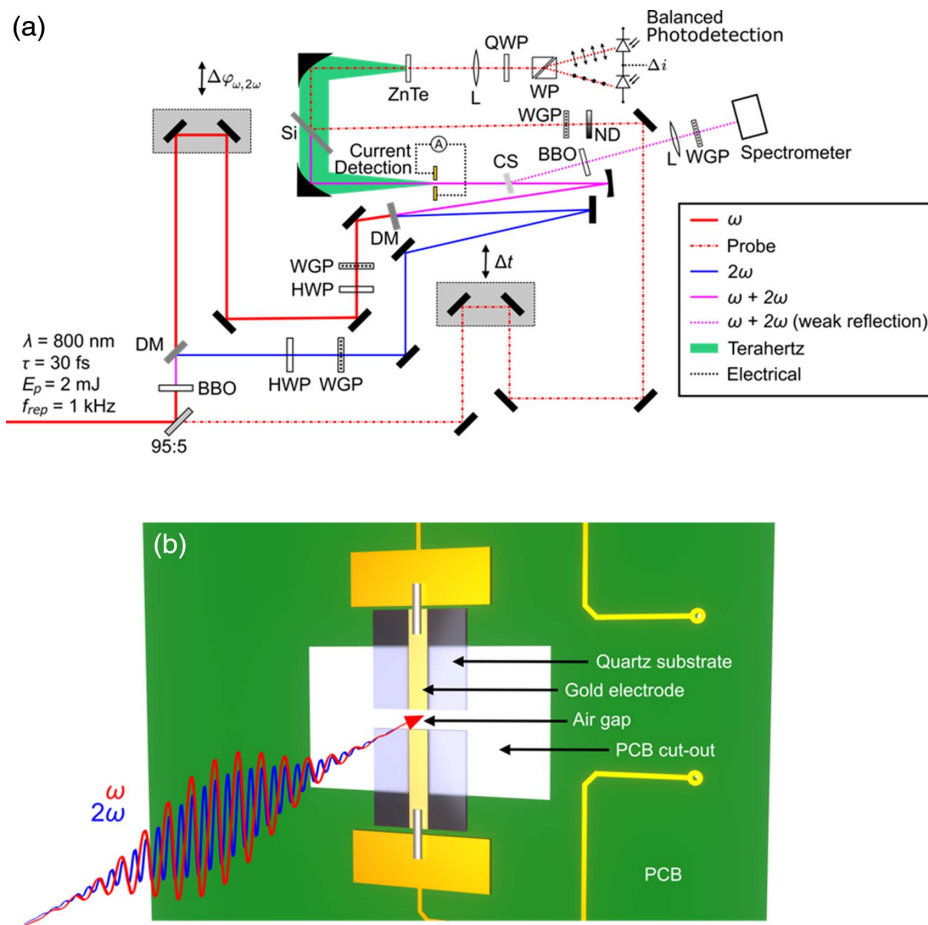 (a)
Balanced
Photodetection
Δφω,2ω
QWP
Δi
ZnTe
L
WP
Si
WGP
ND
Current
Detection
A
BBO
CS
L
WGP
Spectrometer
DM
WGP
HWP
Δt
ω
Probe
2ω
ω + 2ω
ω + 2ω (weak reflection)
Terahertz
Electrical
DM
λ = 800 nm
τ = 30 fs
Ep = 2 mJ
frep = 1 kHz
BBO
HWP
WGP
95:5
(b)
Quartz substrate
Gold electrode
Air gap
PCB cut-out
ω
2ω
PCB